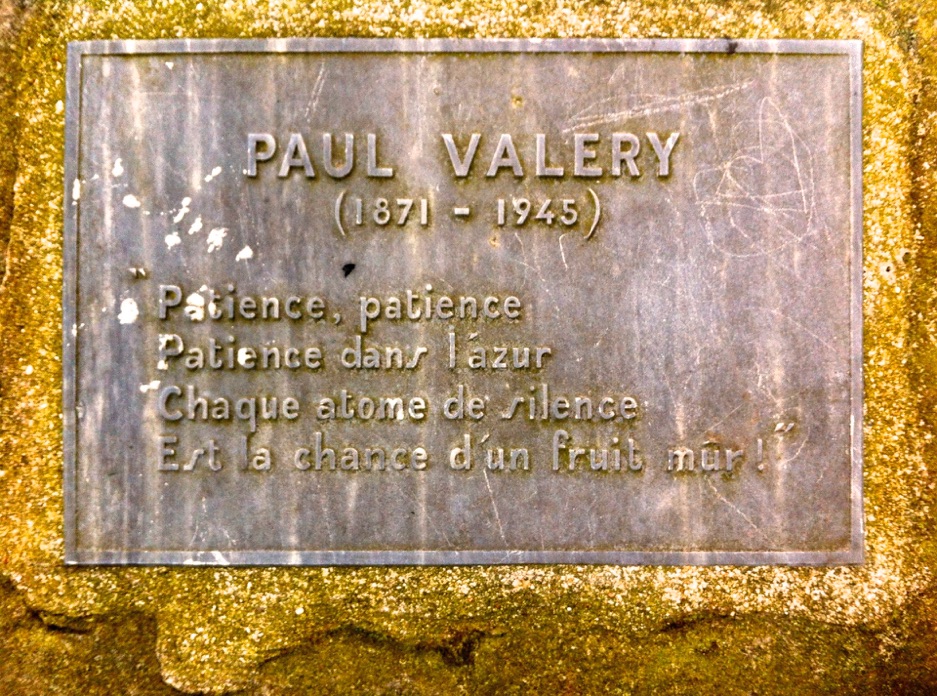 PAUL VALERY
(1871 - 1945)
"Patience, patience
Patience dans l'azur
Chaque atome de silence
Est la chance d'un fruit mûr!"